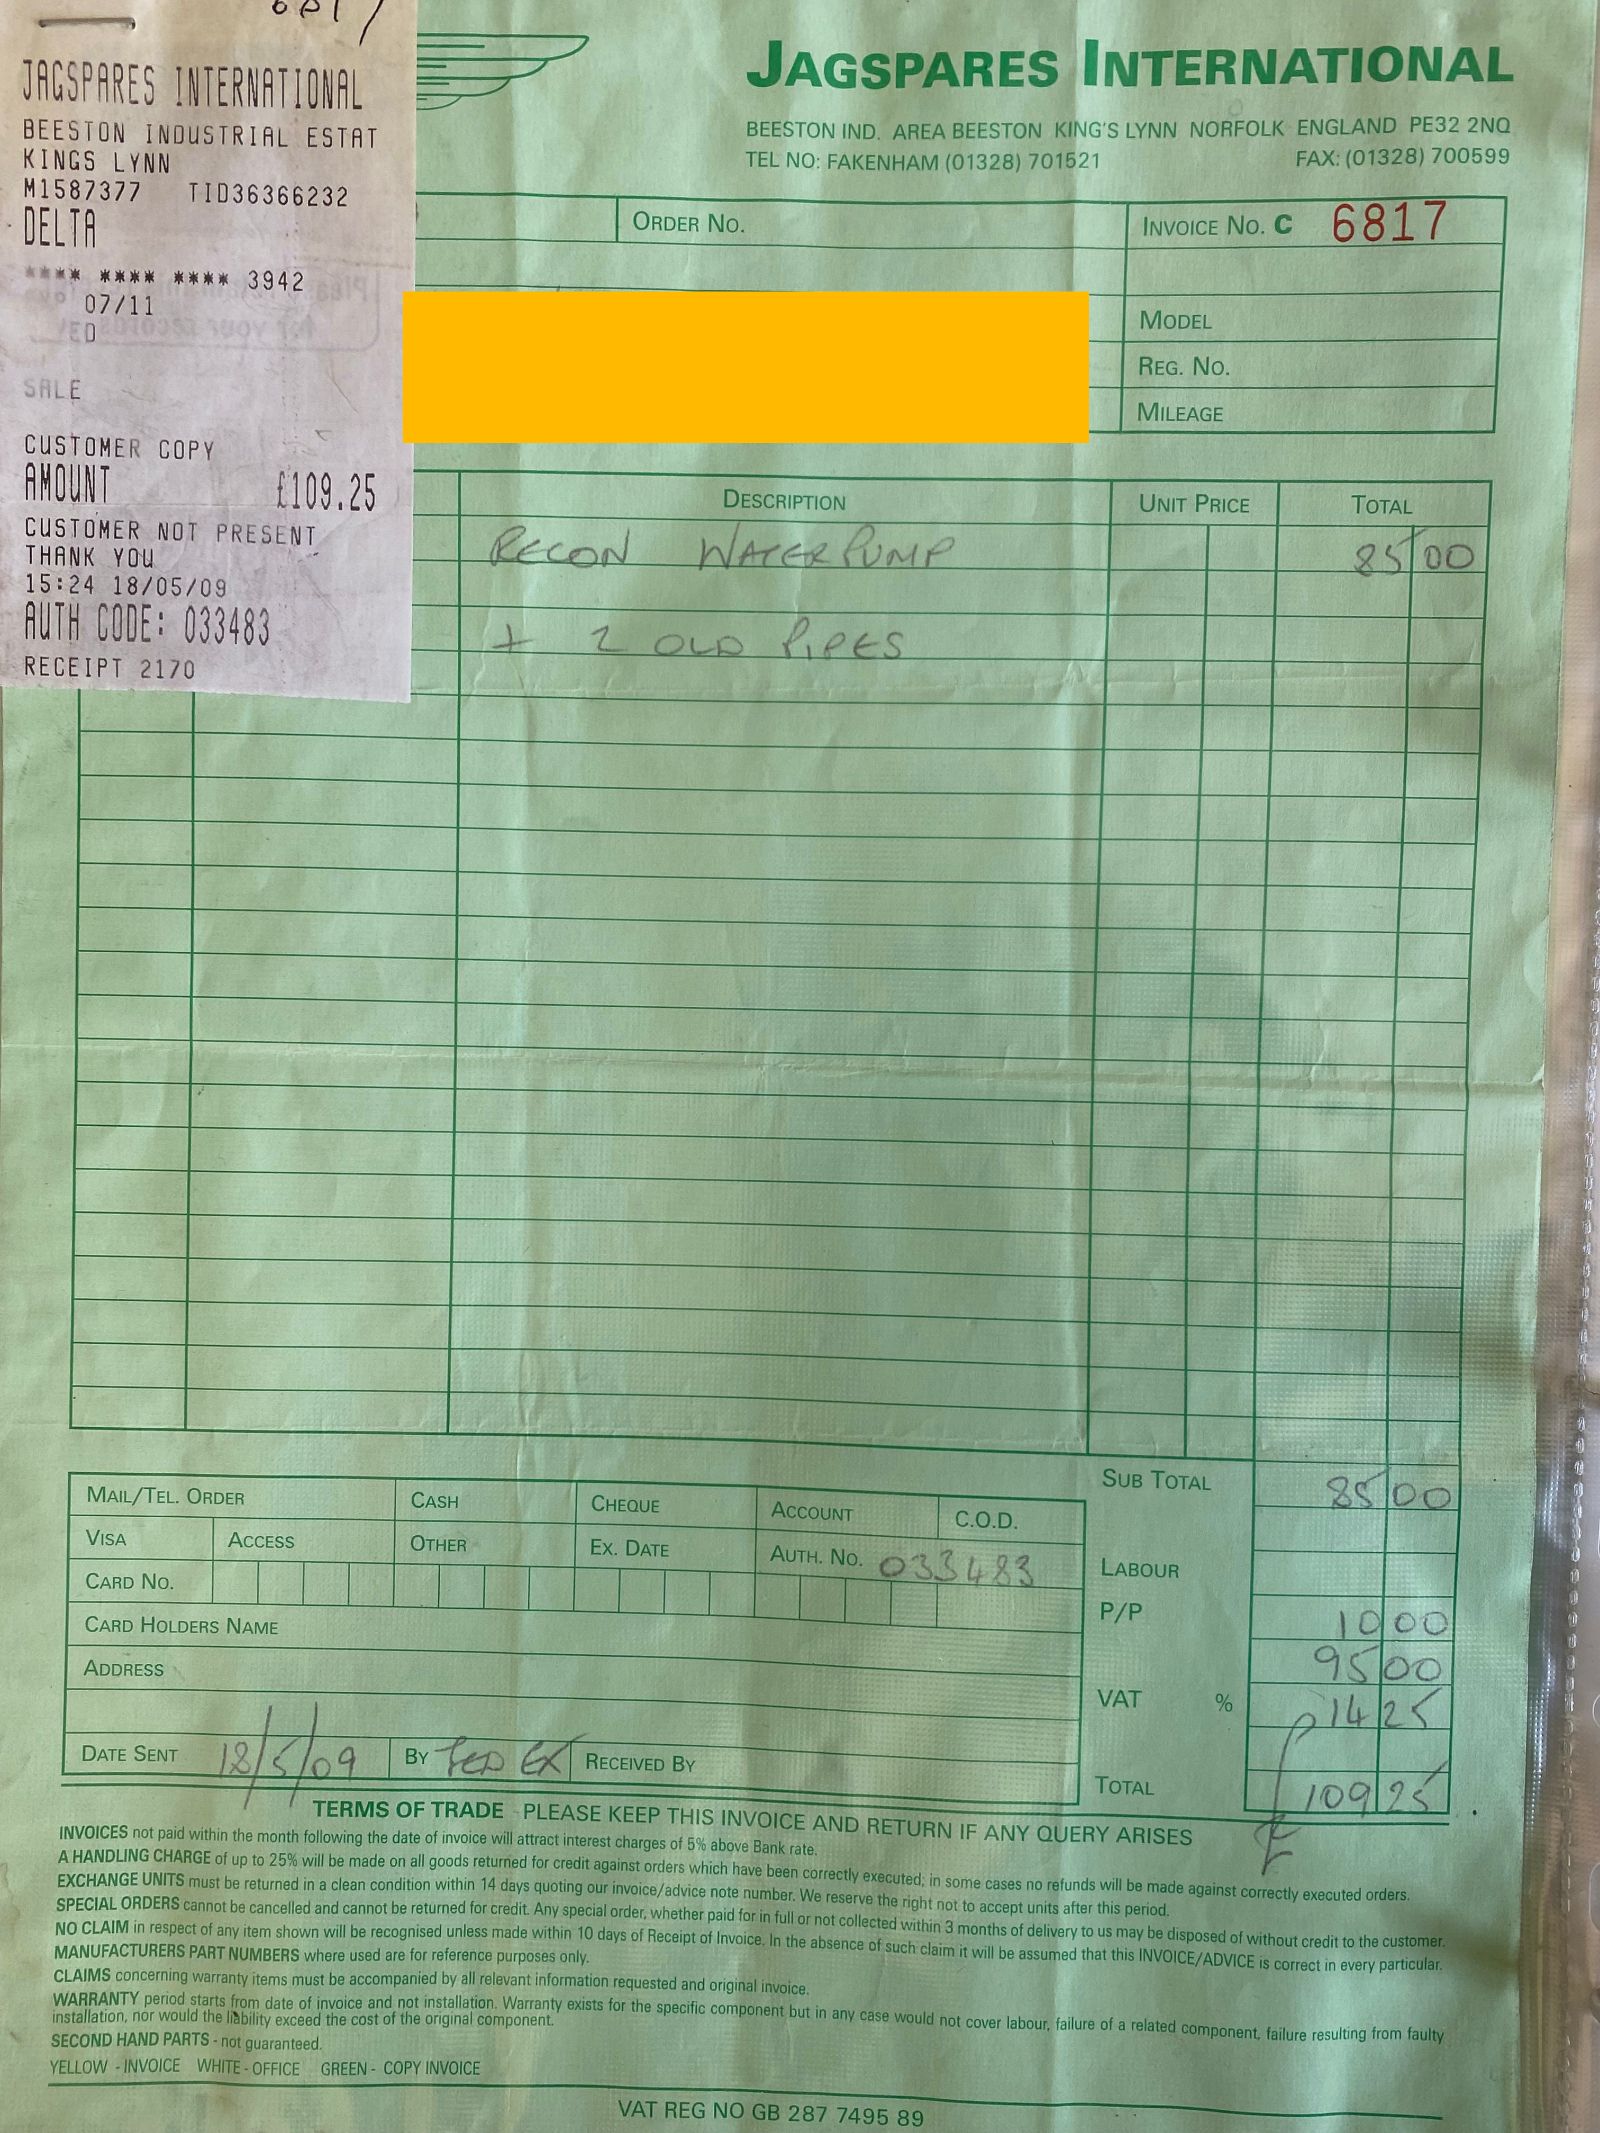 6817
JAGSPARES INTERNATIONAL
BEESTON INDUSTRIAL ESTAT
KINGS LYNN
M1587377 TID36366232
DELTA
**** **** **** 3942
07/11
SALE
CUSTOMER COPY
AMOUNT £109.25
CUSTOMER NOT PRESENT
THANK YOU
15:24 18/05/09
AUTH CODE: 033483
RECEIPT 2170
JAGSPARES INTERNATIONAL
BEESTON IND. AREA BEESTON KING'S LYNN NORFOLK ENGLAND PE32 2NQ
TEL NO: FAKENHAM (01328) 701521 FAX: (01328) 700599
ORDER NO. INVOICE NO. C 6817
MODEL
REG. NO.
MILEAGE
DESCRIPTION UNIT PRICE TOTAL
RECON WATER PUMP 85 00
+ 2 OLD PIPES
SUB TOTAL 85 00
MAIL/TEL. ORDER CASH CHEQUE ACCOUNT C.O.D.
VISA ACCESS OTHER EX. DATE AUTH. NO. 033483
LABOUR
CARD NO.
P/P 10 00
CARD HOLDERS NAME
95 00
ADDRESS
VAT % 14 25
DATE SENT 18/5/09 BY FED EX RECEIVED BY
TOTAL 109 25
TERMS OF TRADE - PLEASE KEEP THIS INVOICE AND RETURN IF ANY QUERY ARISES
INVOICES not paid within the month following the date of invoice will attract interest charges of 5% above Bank rate.
A HANDLING CHARGE of up to 25% will be made on all goods returned for credit against orders which have been correctly executed; in some cases no refunds will be made against correctly executed orders.
EXCHANGE UNITS must be returned in a clean condition within 14 days quoting our invoice/advice note number. We reserve the right not to accept units after this period.
SPECIAL ORDERS cannot be cancelled and cannot be returned for credit. Any special order, whether paid for in full or not collected within 3 months of delivery to us may be disposed of without credit to the customer.
NO CLAIM in respect of any item shown will be recognised unless made within 10 days of Receipt of Invoice. In the absence of such claim it will be assumed that this INVOICE/ADVICE is correct in every particular.
MANUFACTURERS PART NUMBERS where used are for reference purposes only.
CLAIMS concerning warranty items must be accompanied by all relevant information requested and original invoice.
WARRANTY period starts from date of invoice and not installation. Warranty exists for the specific component but in any case would not cover labour, failure of a related component, failure resulting from faulty
installation, nor would the liability exceed the cost of the original component.
SECOND HAND PARTS - not guaranteed.
YELLOW - INVOICE WHITE - OFFICE GREEN - COPY INVOICE
VAT REG NO GB 287 7495 89